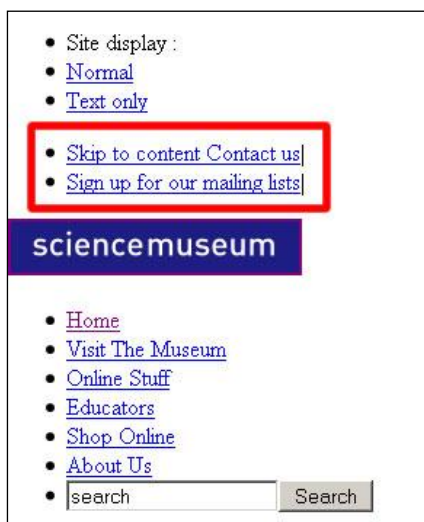 Site display :
Normal
Text only
Skip to content Contact us|
Sign up for our mailing lists|
sciencemuseum
Home
Visit The Museum
Online Stuff
Educators
Shop Online
About Us
search Search